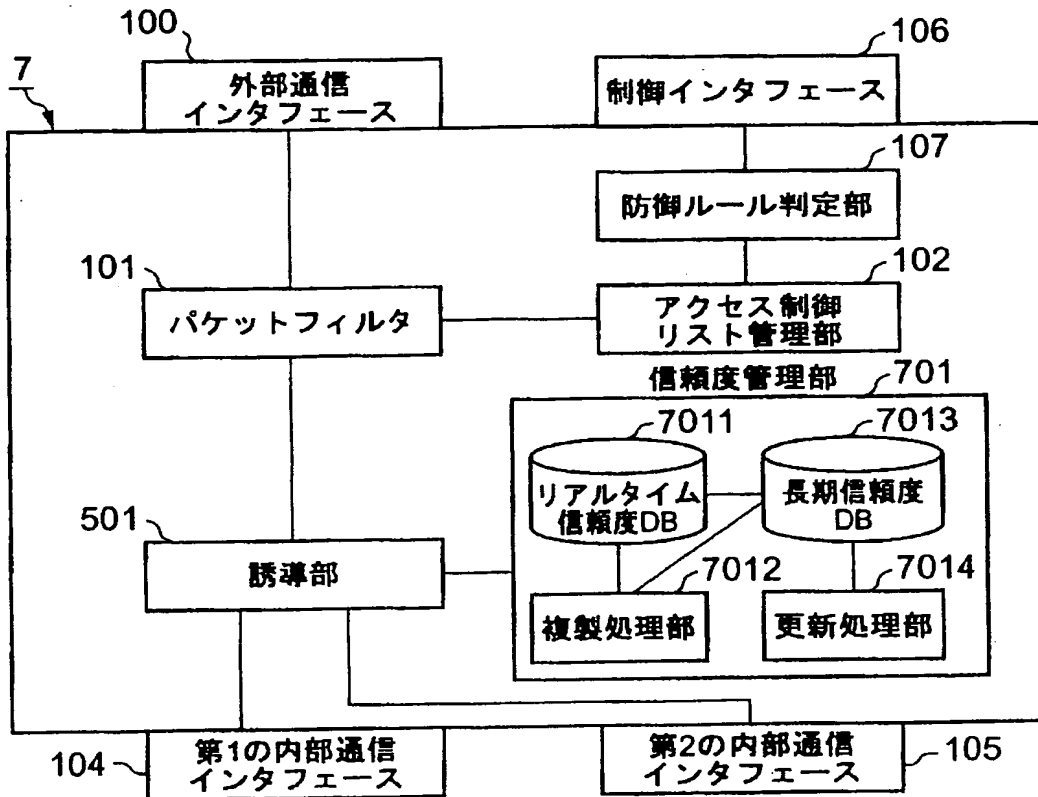 100
106
7
外部通信
インタフェース
制御インタフェース
107
防御ルール判定部
101
102
パケットフィルタ
アクセス制御
リスト管理部
信頼度管理部
701
7011
7013
リアルタイム
信頼度DB
長期信頼度
DB
501
誘導部
7012
7014
複製処理部
更新処理部
104
第1の内部通信
インタフェース
第2の内部通信
インタフェース
105